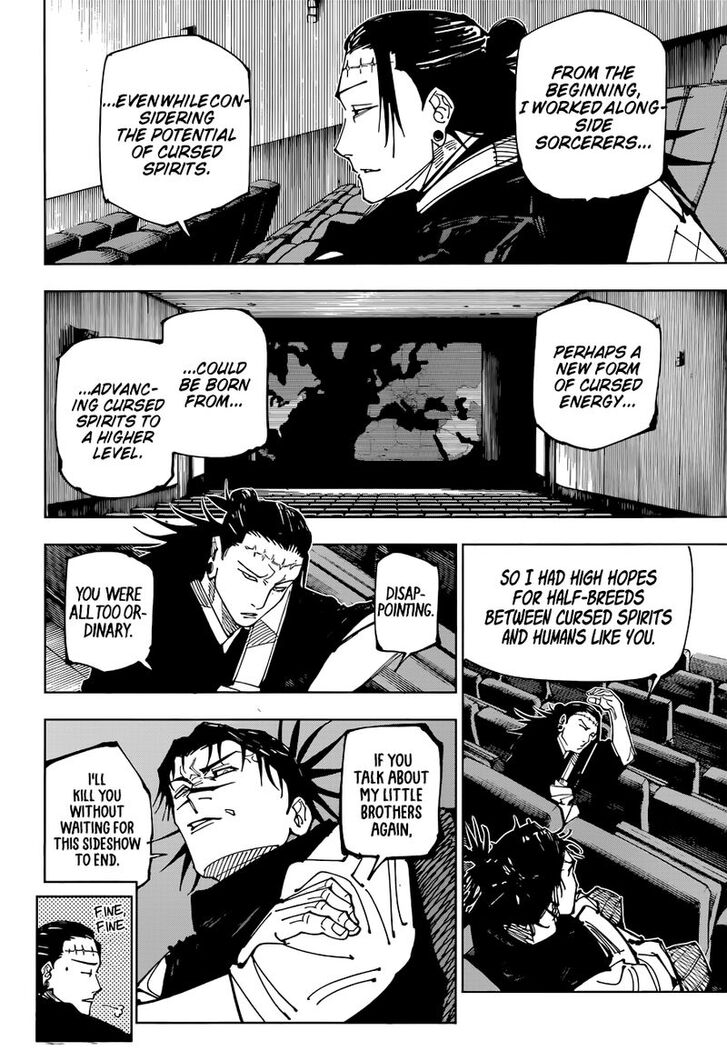 FROM THE
BEGINNING,
I WORKED ALONG-
SIDE
SORCERERS...
...EVEN WHILE CON-
SIDERING
THE POTENTIAL
OF CURSED
SPIRITS.
PERHAPS A
NEW FORM
OF CURSED
ENERGY...
...COULD
BE BORN
FROM...
...ADVANC-
ING CURSED
SPIRITS TO
A HIGHER
LEVEL.
SO I HAD HIGH HOPES
FOR HALF-BREEDS
BETWEEN CURSED SPIRITS
AND HUMANS LIKE YOU.
DISAP-
POINTING.
YOU WERE
ALL TOO OR-
DINARY.
IF YOU
TALK ABOUT
MY LITTLE
BROTHERS
AGAIN,
I'LL
KILL YOU
WITHOUT
WAITING FOR
THIS SIDESHOW
TO END.
FINE,
FINE.